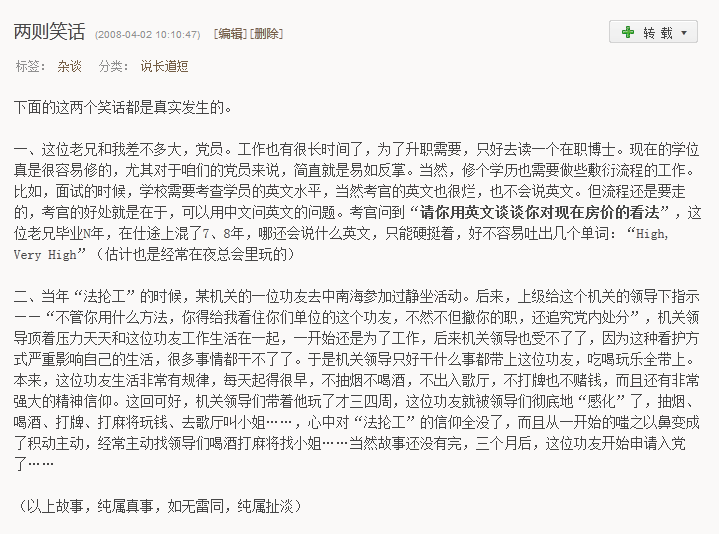 两则笑话 (2008-04-02 10:10:47) [编辑][删除]
转 载
标签： 杂谈 分类： 说长道短
下面的这两个笑话都是真实发生的。
一、这位老兄和我差不多大，党员。工作也有很长时间了，为了升职需要，只好去读一个在职博士。现在的学位
真是很容易修的，尤其对于咱们的党员来说，简直就是易如反掌。当然，修个学历也需要做些敷衍流程的工作。
比如，面试的时候，学校需要考查学员的英文水平，当然考官的英文也很烂，也不会说英文。但流程还是要走
的，考官的好处就是在于，可以用中文问英文的问题。考官问到“请你用英文谈谈你对现在房价的看法”，这
位老兄毕业N年，在仕途上混了7、8年，哪还会说什么英文，只能硬挺着，好不容易吐出几个单词：“High,
Very High”（估计也是经常在夜总会里玩的）
二、当年“法抡工”的时候，某机关的一位功友去中南海参加过静坐活动。后来，上级给这个机关的领导下指示
——“不管你用什么方法，你得给我看住你们单位的这个功友，不然不但撤你的职，还追究党内处分”，机关领
导顶着压力天天和这位功友工作生活在一起，一开始还是为了工作，后来机关领导也受不了了，因为这种看护方
式严重影响自己的生活，很多事情都干不了了。于是机关领导只好干什么事都带上这位功友，吃喝玩乐全带上。
本来，这位功友生活非常有规律，每天起得很早，不抽烟不喝酒，不出入歌厅，不打牌也不赌钱，而且还有非常
强大的精神信仰。这回可好，机关领导们带着他玩了才三四周，这位功友就被领导们彻底地“感化”了，抽烟、
喝酒、打牌、打麻将玩钱、去歌厅叫小姐……，心中对“法抡工”的信仰全没了，而且从一开始的嗤之以鼻变成
了积动主动，经常主动找领导们喝酒打麻将找小姐……当然故事还没有完，三个月后，这位功友开始申请入党
了……
（以上故事，纯属真事，如无雷同，纯属扯淡）